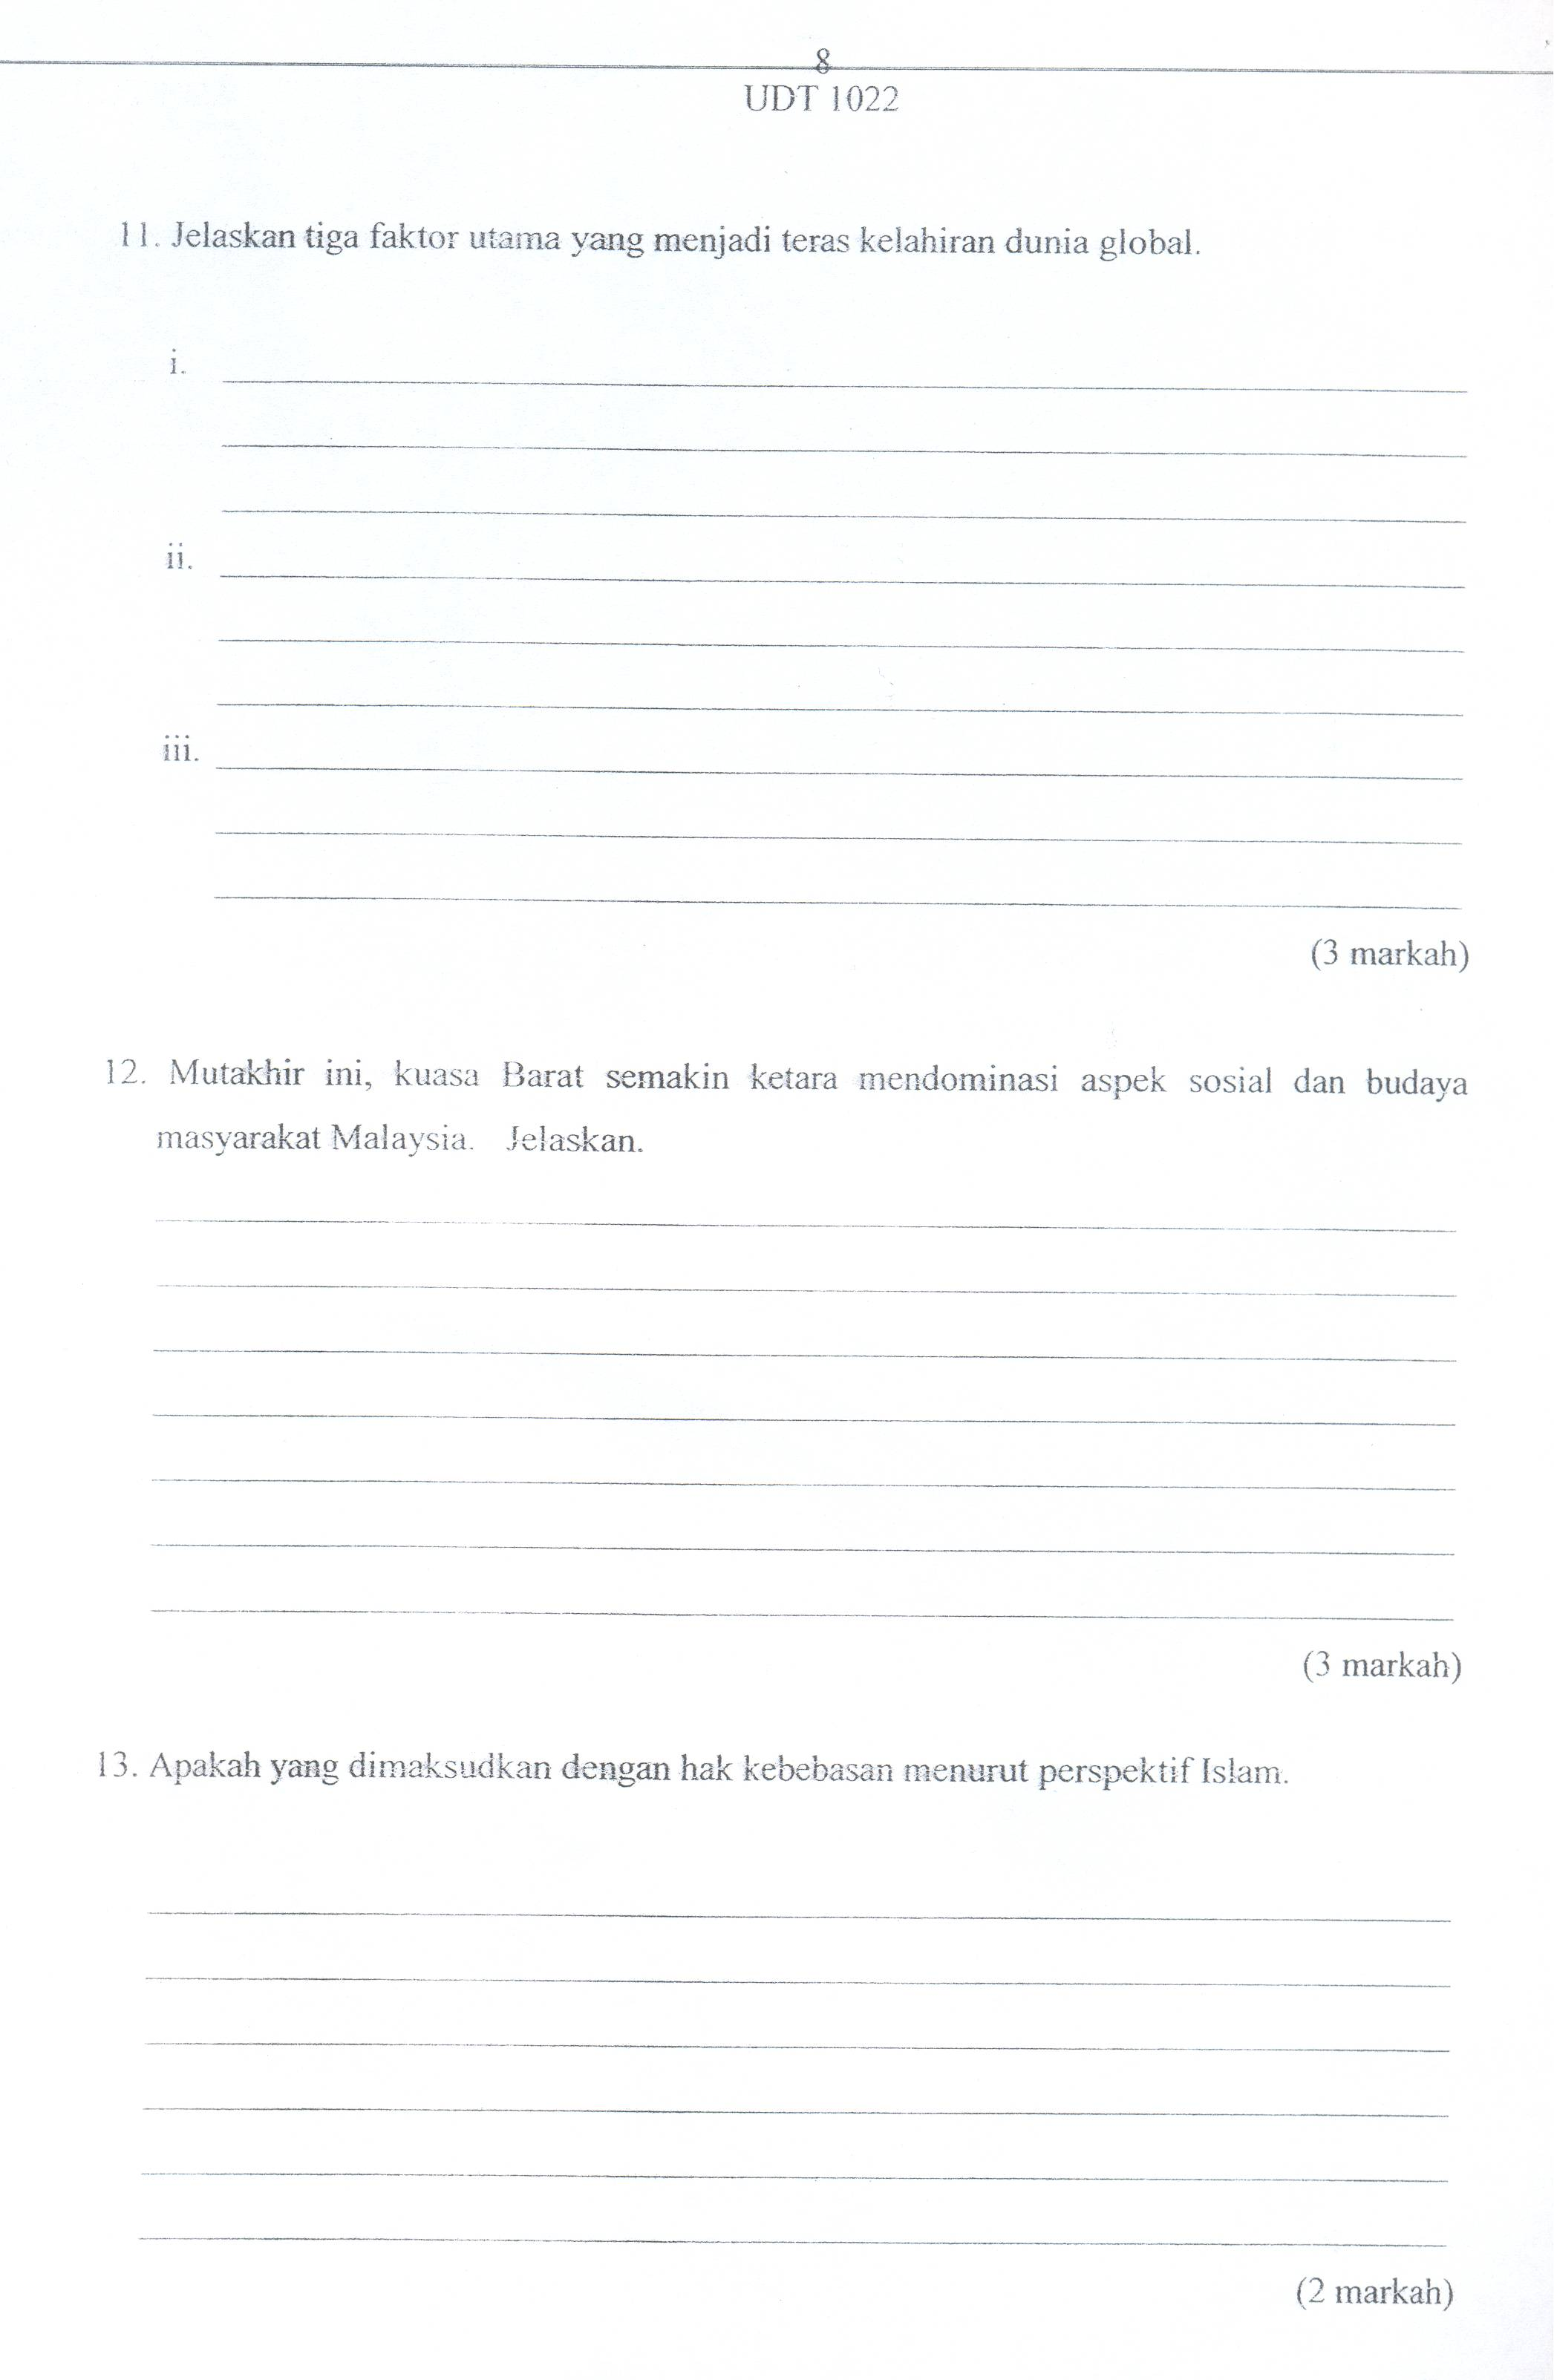 8
UDT 1022
11. Jelaskan tiga faktor utama yang menjadi teras kelahiran dunia global.
i.
ii.
iii.
(3 markah)
12. Mutakhir ini, kuasa Barat semakin ketara mendominasi aspek sosial dan budaya
masyarakat Malaysia. Jelaskan.
(3 markah)
13. Apakah yang dimaksudkan dengan hak kebebasan menurut perspektif Islam.
(2 markah)